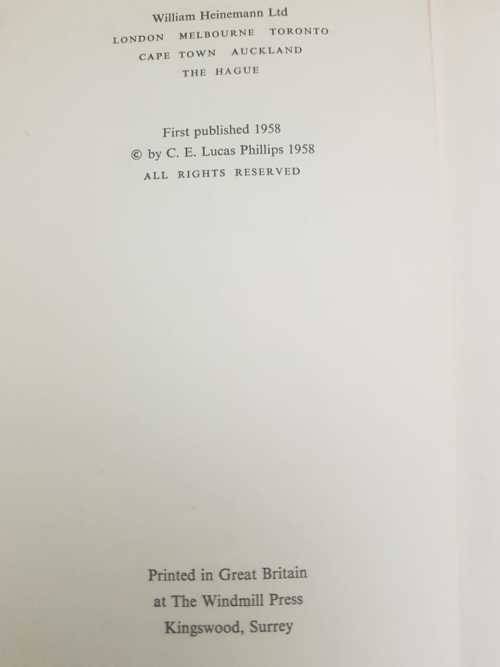 William Heinemann Ltd
LONDON MELBOURNE TORONTO
CAPE TOWN AUCKLAND
THE HAGUE
First published 1958
© by C. E. Lucas Phillips 1958
ALL RIGHTS RESERVED
Printed in Great Britain
at The Windmill Press
Kingswood, Surrey